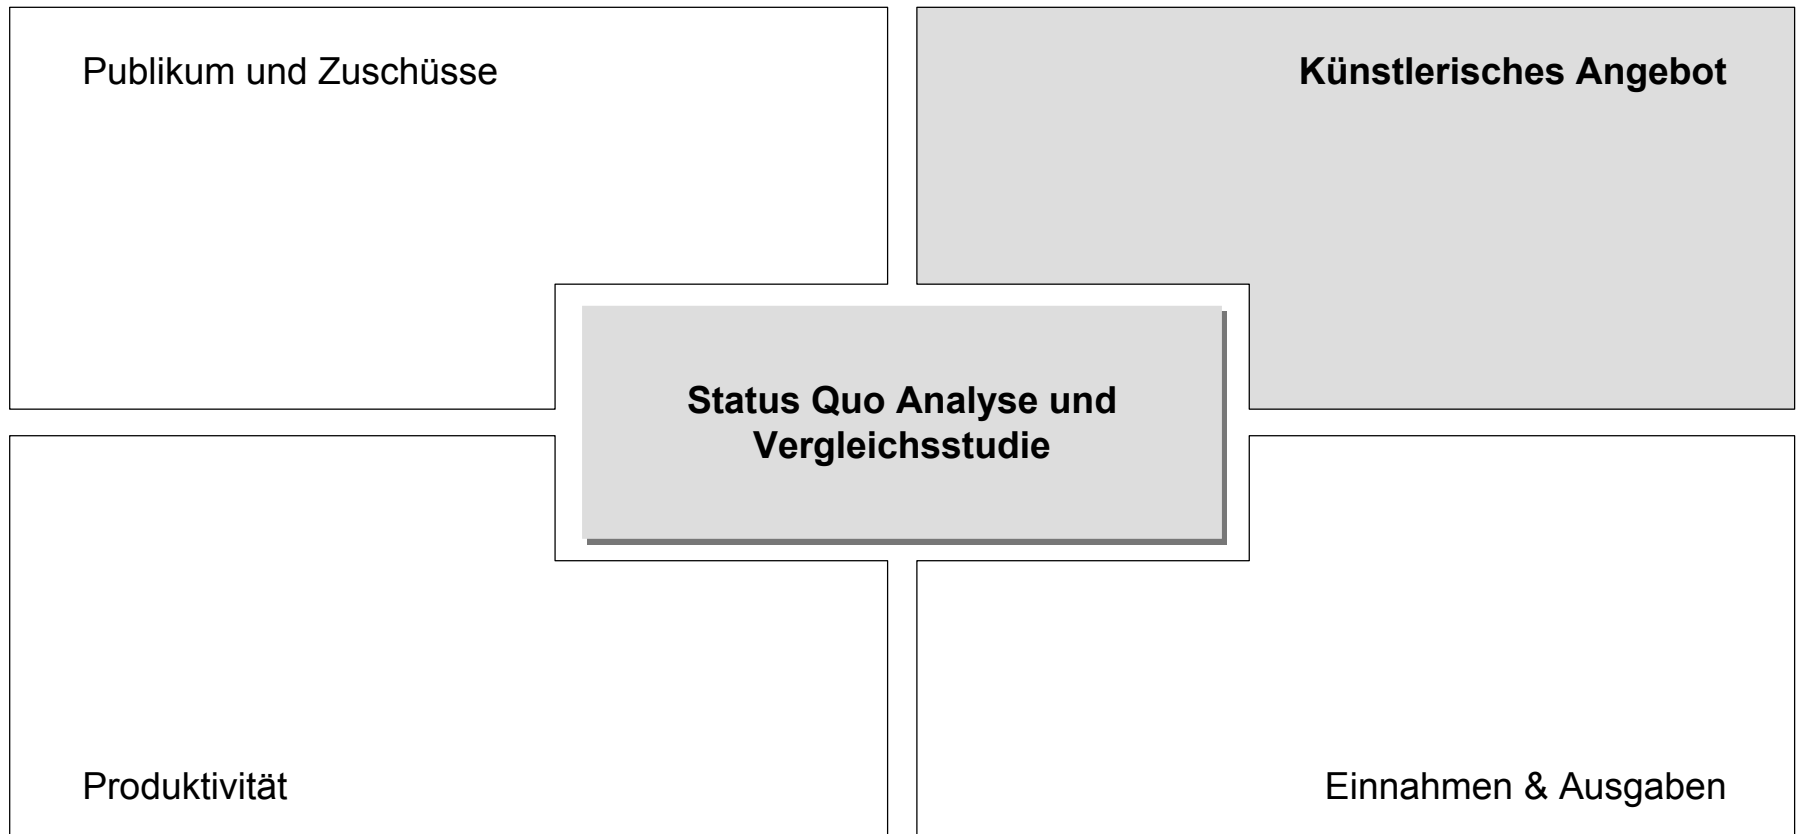 Publikum und Zuschüsse
Künstlerisches Angebot
Status Quo Analyse und
Vergleichsstudie
Produktivität
Einnahmen & Ausgaben